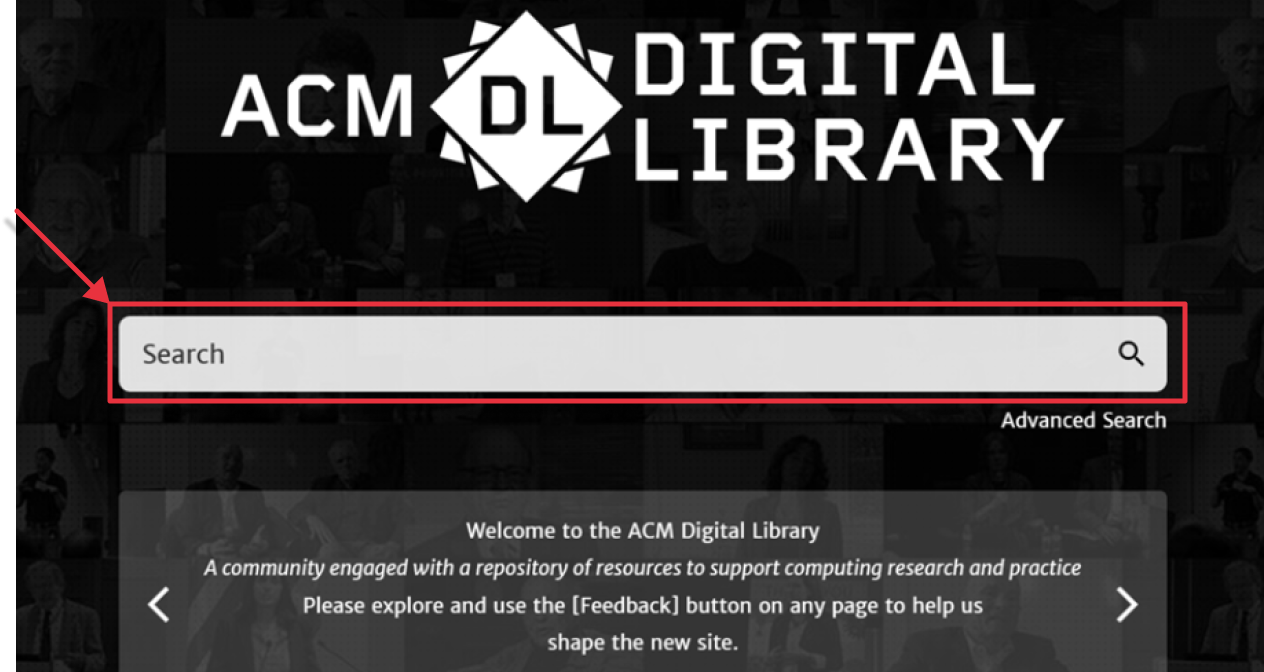 ACM DL DIGITAL
LIBRARY
Search
Advanced Search
Welcome to the ACM Digital Library
A community engaged with a repository of resources to support computing research and practice
Please explore and use the [Feedback] button on any page to help us
shape the new site.